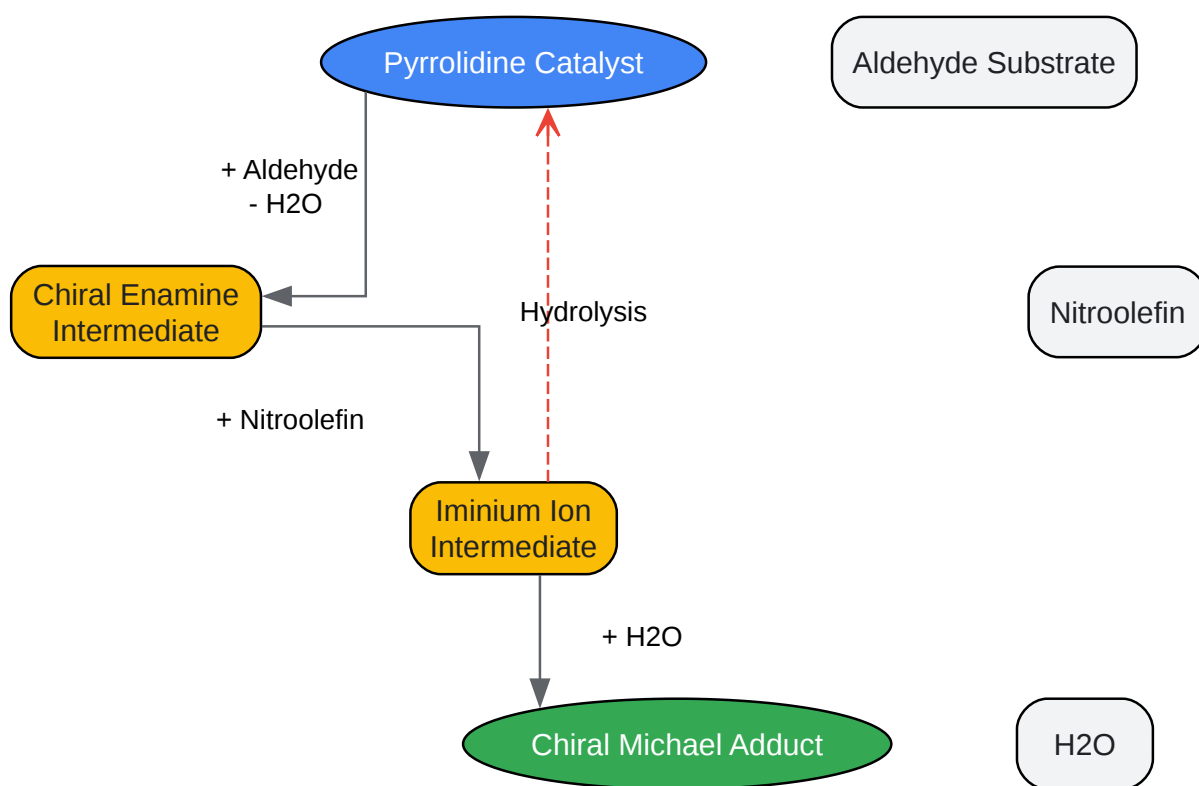 Pyrrolidine Catalyst
Aldehyde Substrate
+ Aldehyde
- H2O
Chiral Enamine
Intermediate
Hydrolysis
Nitroolefin
+ Nitroolefin
Iminium Ion
Intermediate
+ H2O
Chiral Michael Adduct
H2O